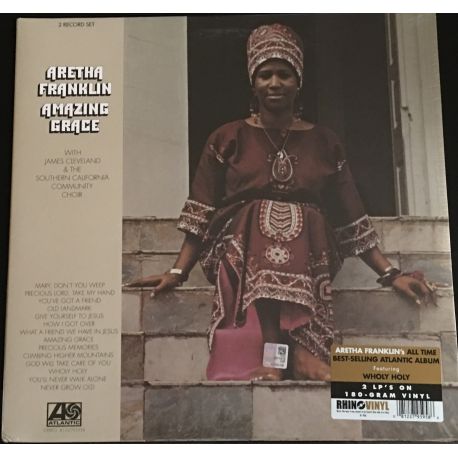 2 RECORD SET
ARETHA
FRANKLIN
AMAZING
GRACE
WITH
JAMES CLEVELAND
& THE
SOUTHERN CALIFORNIA
COMMUNITY
CHOIR
MARY, DON'T YOU WEEP
PRECIOUS LORD, TAKE MY HAND
YOU'VE GOT A FRIEND
OLD LANDMARK
GIVE YOURSELF TO JESUS
HOW I GOT OVER
WHAT A FRIEND WE HAVE IN JESUS
AMAZING GRACE
PRECIOUS MEMORIES
CLIMBING HIGHER MOUNTAINS
GOD WILL TAKE CARE OF YOU
WHOLY HOLY
YOU'LL NEVER WALK ALONE
NEVER GROW OLD
ATLANTIC
ARETHA FRANKLIN's ALL TIME
BEST-SELLING ATLANTIC ALBUM
Featuring
WHOLY HOLY
2 LP'S ON
180-GRAM VINYL
RHINO VINYL